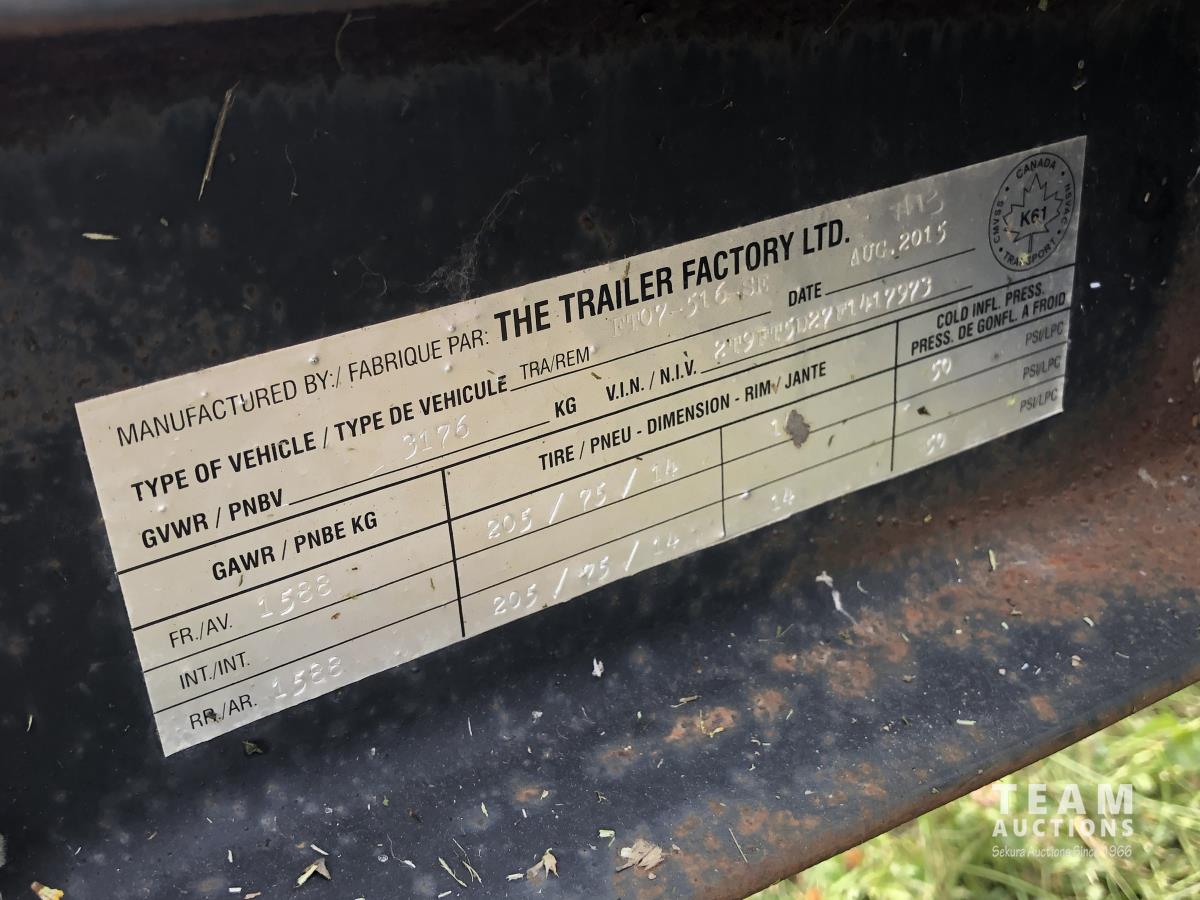 MANUFACTURED BY:/ FABRIQUE PAR: THE TRAILER FACTORY LTD.
TYPE OF VEHICLE / TYPE DE VEHICULE TRA/REM DATE AUG.2015
GVWR / PNBV 3176 KG V.I.N. / N.I.V.
GAWR / PNBE KG TIRE / PNEU - DIMENSION - RIM / JANTE COLD INFL. PRESS.
PRESS. DE GONFL. A FROID
FR./AV. 1588 205 / 75 / 14 50 PSI/LPC
INT./INT. PSI/LPC
RR./AR. 1588 205 / 75 / 14 14 50 PSI/LPC
CANADA
CMVSS
NSVAC
K61
TRANSPORT
TEAM
AUCTIONS
Sekura Auctions Since 1966